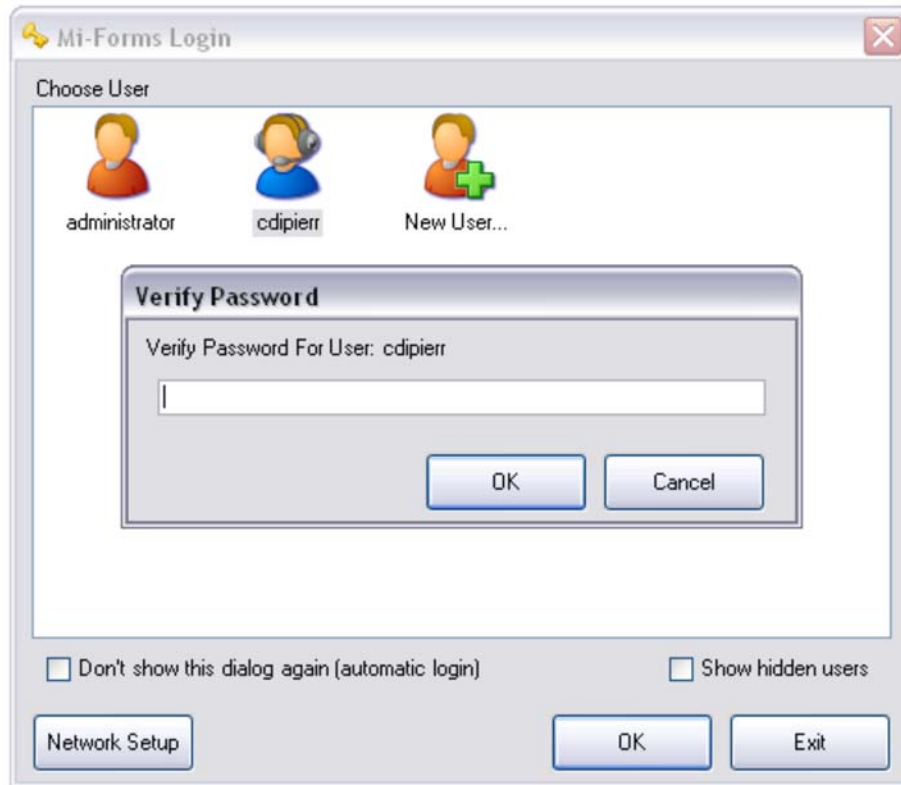 Mi-Forms Login
Choose User
administrator cdipierr New User...
Verify Password
Verify Password For User: cdipierr
OK Cancel
Don't show this dialog again (automatic login) Show hidden users
Network Setup OK Exit